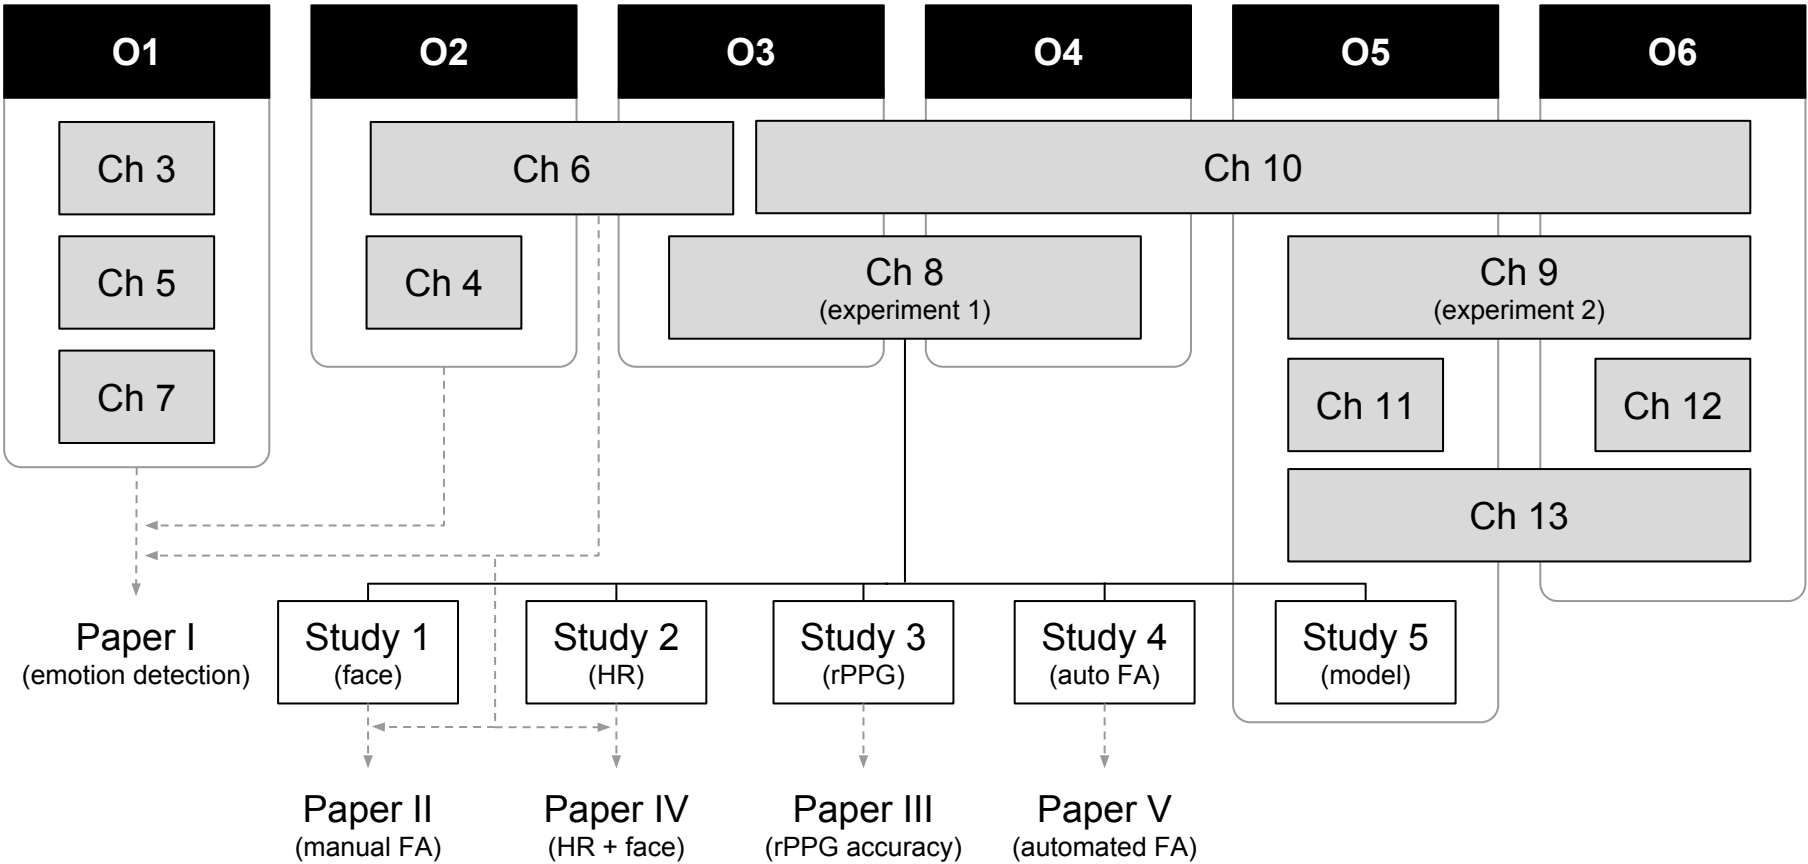 O1
O2
O3
O4
O5
O6
Ch 3
Ch 6
Ch 10
Ch 5
Ch 4
Ch 8
(experiment 1)
Ch 9
(experiment 2)
Ch 7
Ch 11
Ch 12
Ch 13
Paper I
(emotion detection)
Study 1
(face)
Study 2
(HR)
Study 3
(rPPG)
Study 4
(auto FA)
Study 5
(model)
Paper II
(manual FA)
Paper IV
(HR + face)
Paper III
(rPPG accuracy)
Paper V
(automated FA)